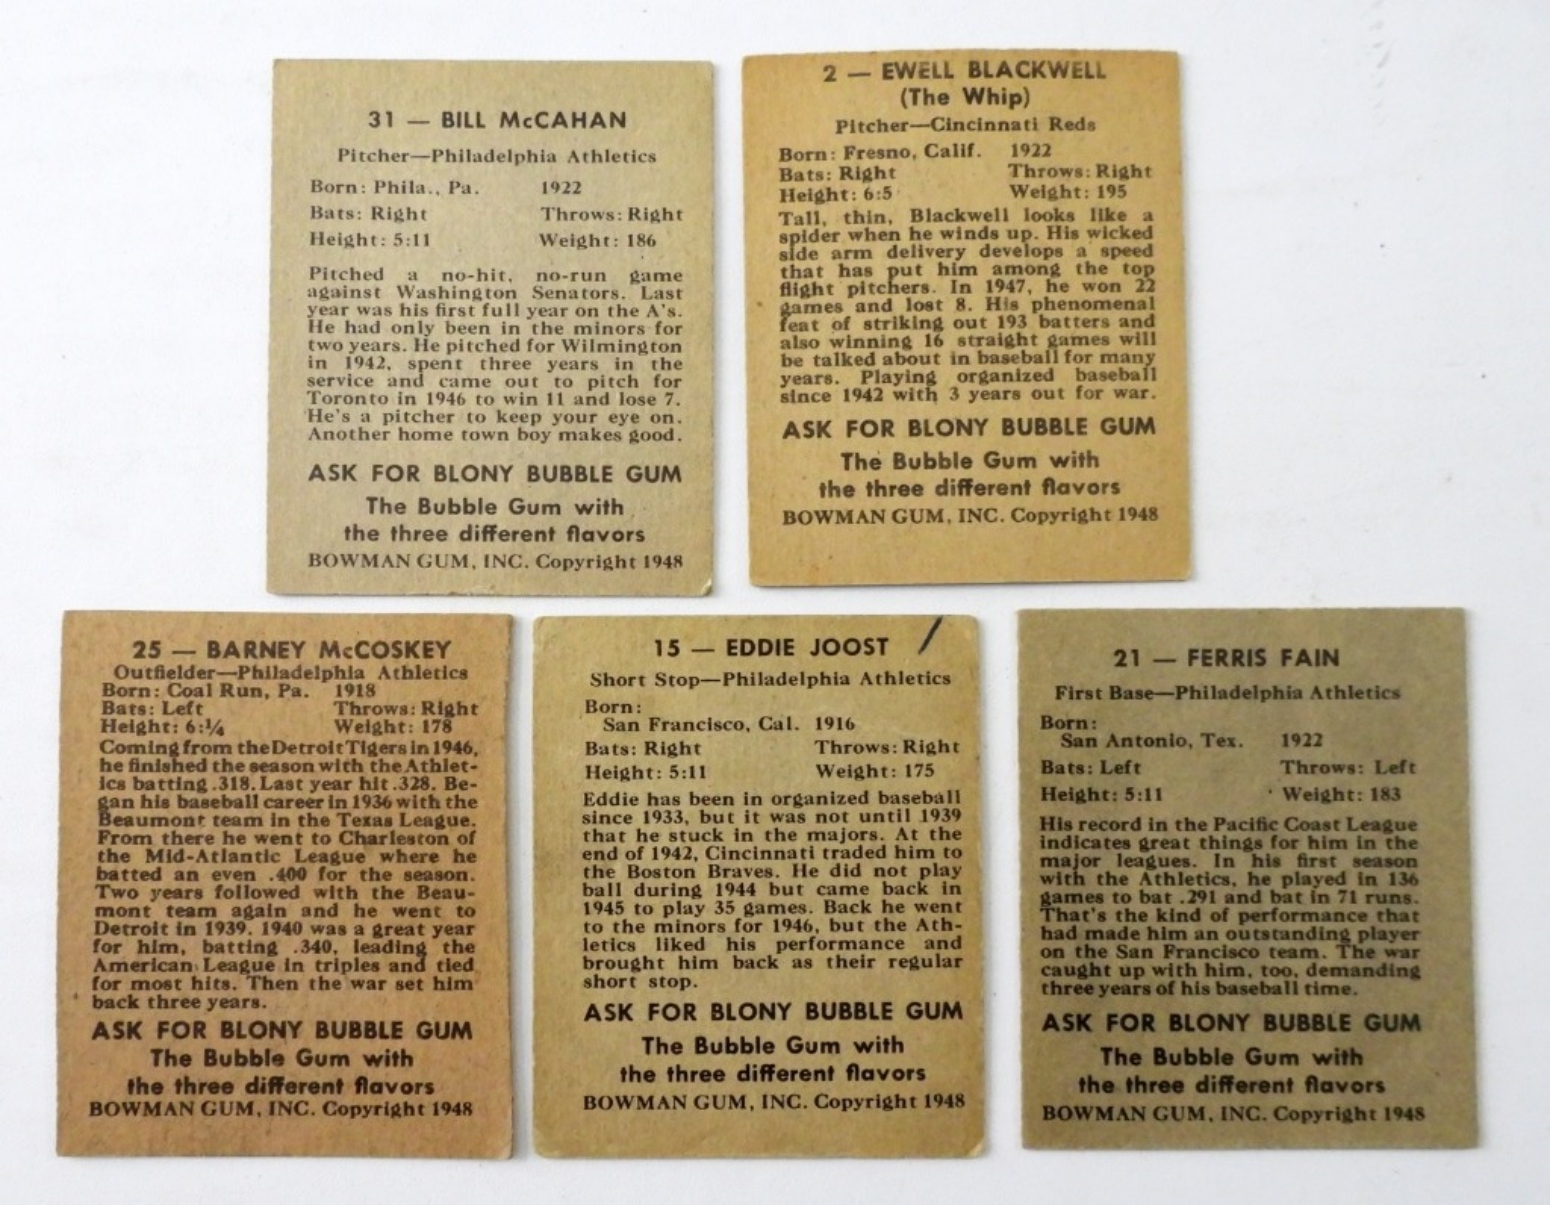 31 — BILL McCAHAN
Pitcher—Philadelphia Athletics
Born: Phila., Pa. 1922
Bats: Right Throws: Right
Height: 5:11 Weight: 186
Pitched a no-hit, no-run game
against Washington Senators. Last
year was his first full year on the A's.
He had only been in the minors for
two years. He pitched for Wilmington
in 1942, spent three years in the
service and came out to pitch for
Toronto in 1946 to win 11 and lose 7.
He's a pitcher to keep your eye on.
Another home town boy makes good.
ASK FOR BLONY BUBBLE GUM
The Bubble Gum with
the three different flavors
BOWMAN GUM, INC. Copyright 1948
2 — EWELL BLACKWELL
(The Whip)
Pitcher—Cincinnati Reds
Born: Fresno, Calif. 1922
Bats: Right Throws: Right
Height: 6:5 Weight: 195
Tall, thin, Blackwell looks like a
spider when he winds up. His wicked
side arm delivery develops a speed
that has put him among the top
flight pitchers. In 1947, he won 22
games and lost 8. His phenomenal
feat of striking out 193 batters and
also winning 16 straight games will
be talked about in baseball for many
years. Playing organized baseball
since 1942 with 3 years out for war.
ASK FOR BLONY BUBBLE GUM
The Bubble Gum with
the three different flavors
BOWMAN GUM, INC. Copyright 1948
25 — BARNEY McCOSKEY
Outfielder—Philadelphia Athletics
Born: Coal Run, Pa. 1918
Bats: Left Throws: Right
Height: 6:¼ Weight: 178
Coming from the Detroit Tigers in 1946,
he finished the season with the Athlet-
ics batting .318. Last year hit .328. Be-
gan his baseball career in 1936 with the
Beaumont team in the Texas League.
From there he went to Charleston of
the Mid-Atlantic League where he
batted an even .400 for the season.
Two years followed with the Beau-
mont team again and he went to
Detroit in 1939. 1940 was a great year
for him, batting .340, leading the
American League in triples and tied
for most hits. Then the war set him
back three years.
ASK FOR BLONY BUBBLE GUM
The Bubble Gum with
the three different flavors
BOWMAN GUM, INC. Copyright 1948
15 — EDDIE JOOST
Short Stop—Philadelphia Athletics
Born:
San Francisco, Cal. 1916
Bats: Right Throws: Right
Height: 5:11 Weight: 175
Eddie has been in organized baseball
since 1933, but it was not until 1939
that he stuck in the majors. At the
end of 1942, Cincinnati traded him to
the Boston Braves. He did not play
ball during 1944 but came back in
1945 to play 35 games. Back he went
to the minors for 1946, but the Ath-
letics liked his performance and
brought him back as their regular
short stop.
ASK FOR BLONY BUBBLE GUM
The Bubble Gum with
the three different flavors
BOWMAN GUM, INC. Copyright 1948
21 — FERRIS FAIN
First Base—Philadelphia Athletics
Born:
San Antonio, Tex. 1922
Bats: Left Throws: Left
Height: 5:11 Weight: 183
His record in the Pacific Coast League
indicates great things for him in the
major leagues. In his first season
with the Athletics, he played in 136
games to bat .291 and bat in 71 runs.
That's the kind of performance that
had made him an outstanding player
on the San Francisco team. The war
caught up with him, too, demanding
three years of his baseball time.
ASK FOR BLONY BUBBLE GUM
The Bubble Gum with
the three different flavors
BOWMAN GUM, INC. Copyright 1948